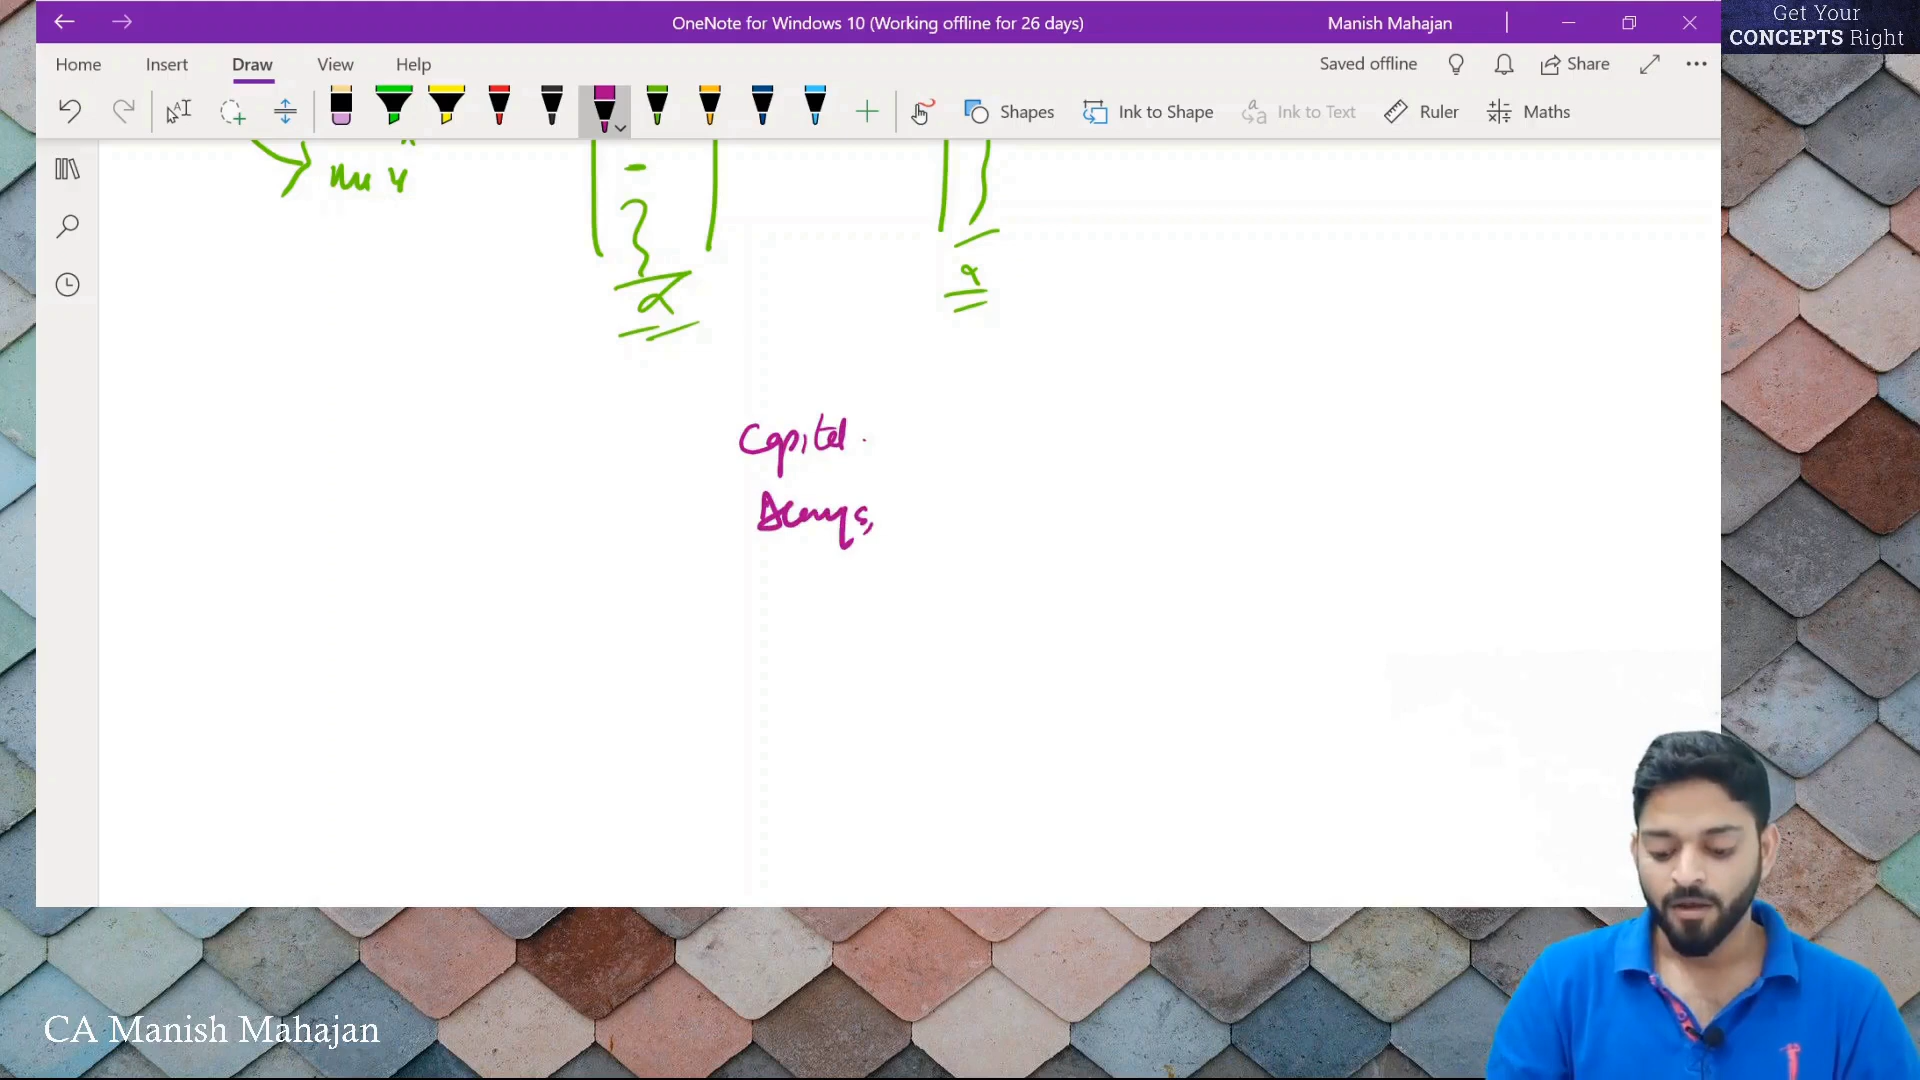 OneNote for Windows 10 (Working offline for 26 days)
Manish Mahajan
Get Your
CONCEPTS Right
Home Insert Draw View Help
Saved offline
Share
Shapes
Ink to Shape
Ink to Text
Ruler
Maths
Capital
CA Manish Mahajan